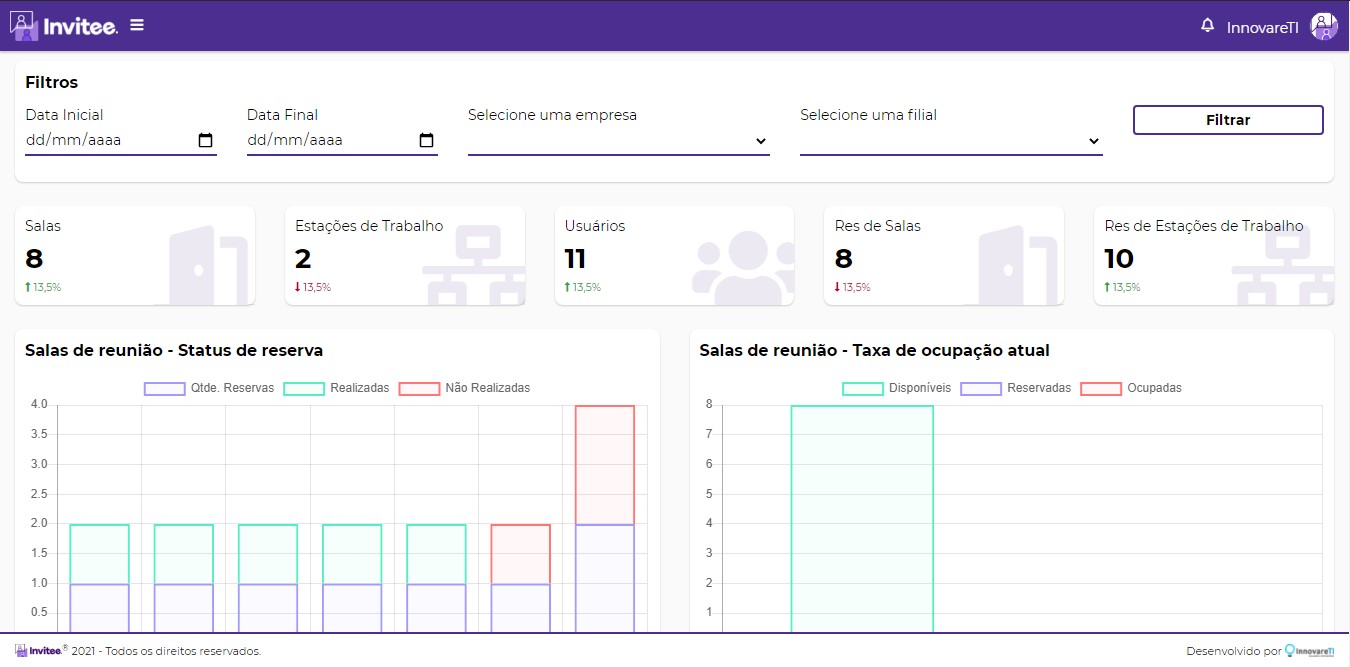 Invitee.
InnovareTI
Filtros
Data Inicial
Data Final
Selecione uma empresa
Selecione uma filial
Filtrar
dd/mm/aaaa
dd/mm/aaaa
Salas
8
13,5%
Estações de Trabalho
2
13,5%
Usuários
11
13,5%
Res de Salas
8
13,5%
Res de Estações de Trabalho
10
13,5%
Salas de reunião - Status de reserva
Qtde. Reservas
Realizadas
Não Realizadas
4.0
3.5
3.0
2.5
2.0
1.5
1.0
0.5
Salas de reunião - Taxa de ocupação atual
Disponíveis
Reservadas
Ocupadas
8
7
6
5
4
3
2
1
Invitee.® 2021 - Todos os direitos reservados.
Desenvolvido por InnovareTI